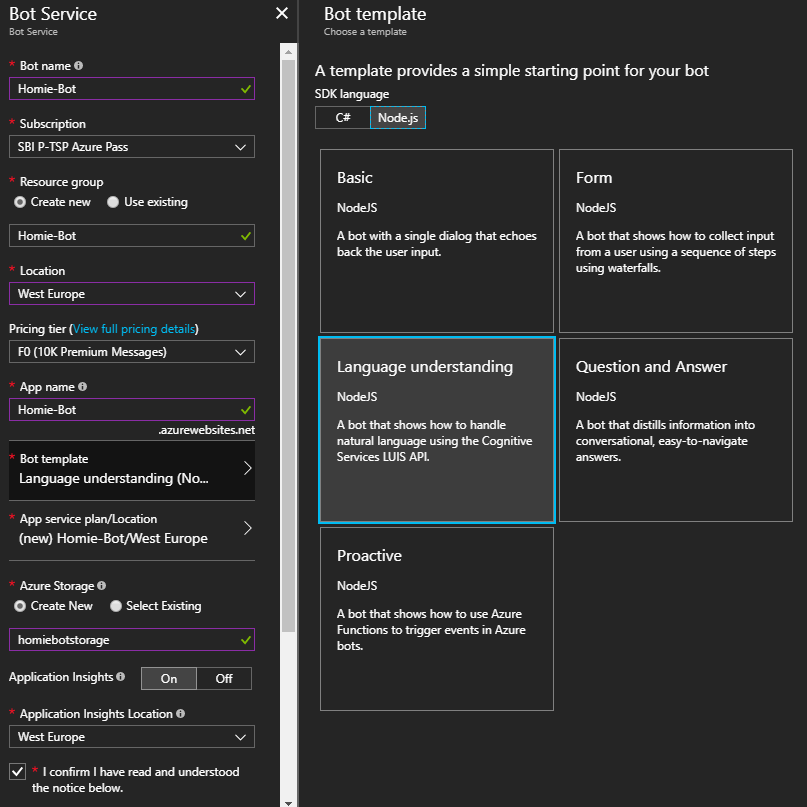 Bot Service
Bot Service
* Bot name
Homie-Bot
* Subscription
SBI P-TSP Azure Pass
* Resource group
Create new Use existing
Homie-Bot
* Location
West Europe
Pricing tier (View full pricing details)
F0 (10K Premium Messages)
* App name
Homie-Bot
.azurewebsites.net
* Bot template
Language understanding (No...
* App service plan/Location
(new) Homie-Bot/West Europe
* Azure Storage
Create New Select Existing
homiebotstorage
Application Insights On Off
* Application Insights Location
West Europe
* I confirm I have read and understood
the notice below.
Bot template
Choose a template
A template provides a simple starting point for your bot
SDK language
C# Node.js
Basic
NodeJS
A bot with a single dialog that echoes
back the user input.
Form
NodeJS
A bot that shows how to collect input
from a user using a sequence of steps
using waterfalls.
Language understanding
NodeJS
A bot that shows how to handle
natural language using the Cognitive
Services LUIS API.
Question and Answer
NodeJS
A bot that distills information into
conversational, easy-to-navigate
answers.
Proactive
NodeJS
A bot that shows how to use Azure
Functions to trigger events in Azure
bots.